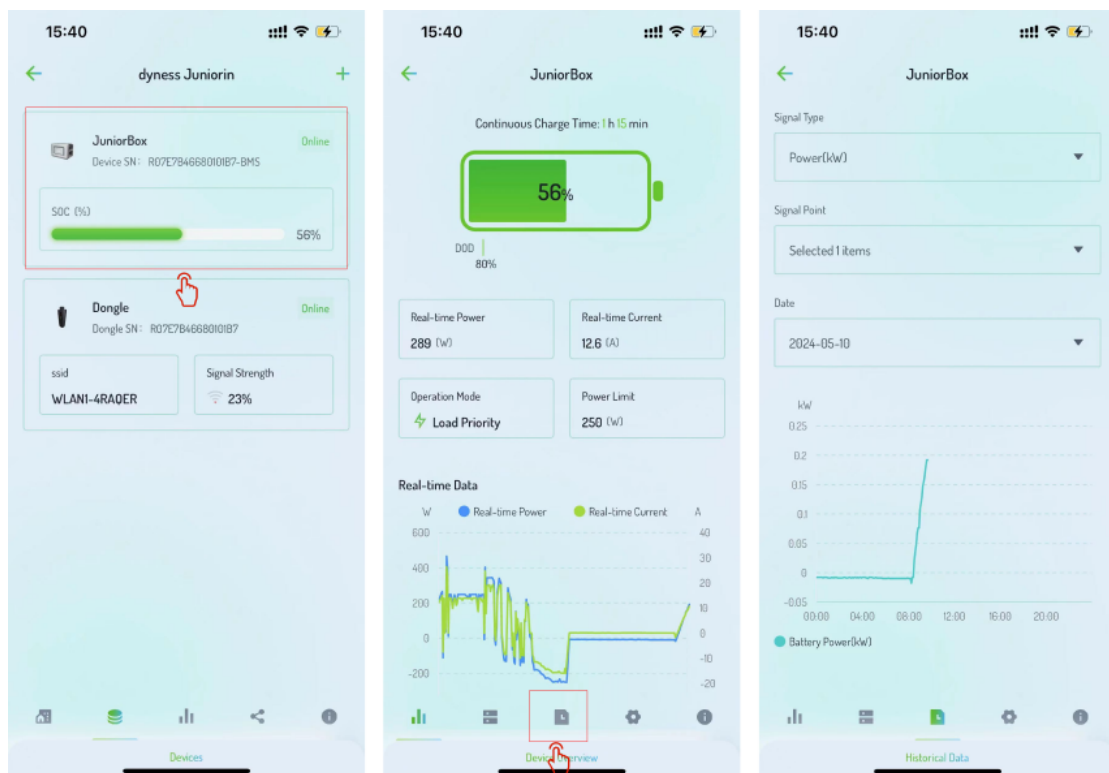 15:40
dyness Juniorin
JuniorBox
Online
Device SN: R07E7B46680101B7-BMS
SOC (%)
56%
Dongle
Online
Dongle SN: R07E7B46680101B7
ssid
WLAN1-4RAQER
Signal Strength
23%
Devices
15:40
JuniorBox
Continuous Charge Time: 1 h 15 min
56%
DOD
80%
Real-time Power
289 (W)
Real-time Current
12.6 (A)
Operation Mode
Load Priority
Power Limit
250 (W)
Real-time Data
W
Real-time Power
Real-time Current
A
600
400
200
0
-200
40
30
20
10
0
-10
-20
Device Overview
15:40
JuniorBox
Signal Type
Power(kW)
Signal Point
Selected 1 items
Date
2024-05-10
kW
0.25
0.2
0.15
0.1
0.05
0
-0.05
00:00 04:00 08:00 12:00 16:00 20:00
Battery Power(kW)
Historical Data